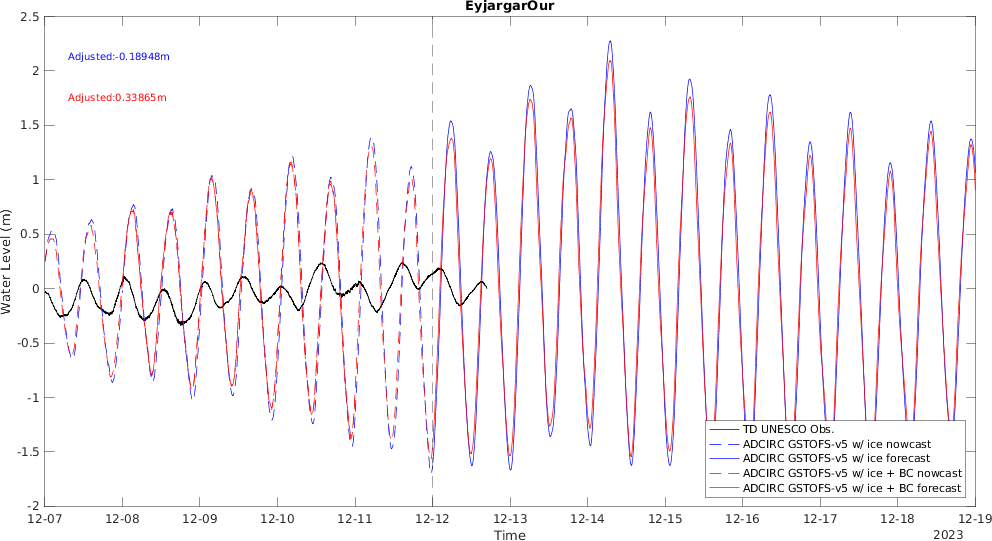 EyjargarOur
Adjusted:-0.18948m
Adjusted:0.33865m
Water Level (m)
2.5
2
1.5
1
0.5
0
-0.5
-1
-1.5
-2
TD UNESCO Obs.
ADCIRC GSTOFS-v5 w/ ice nowcast
ADCIRC GSTOFS-v5 w/ ice forecast
ADCIRC GSTOFS-v5 w/ ice + BC nowcast
ADCIRC GSTOFS-v5 w/ ice + BC forecast
12-07 12-08 12-09 12-10 12-11 12-12 12-13 12-14 12-15 12-16 12-17 12-18 12-19
Time
2023